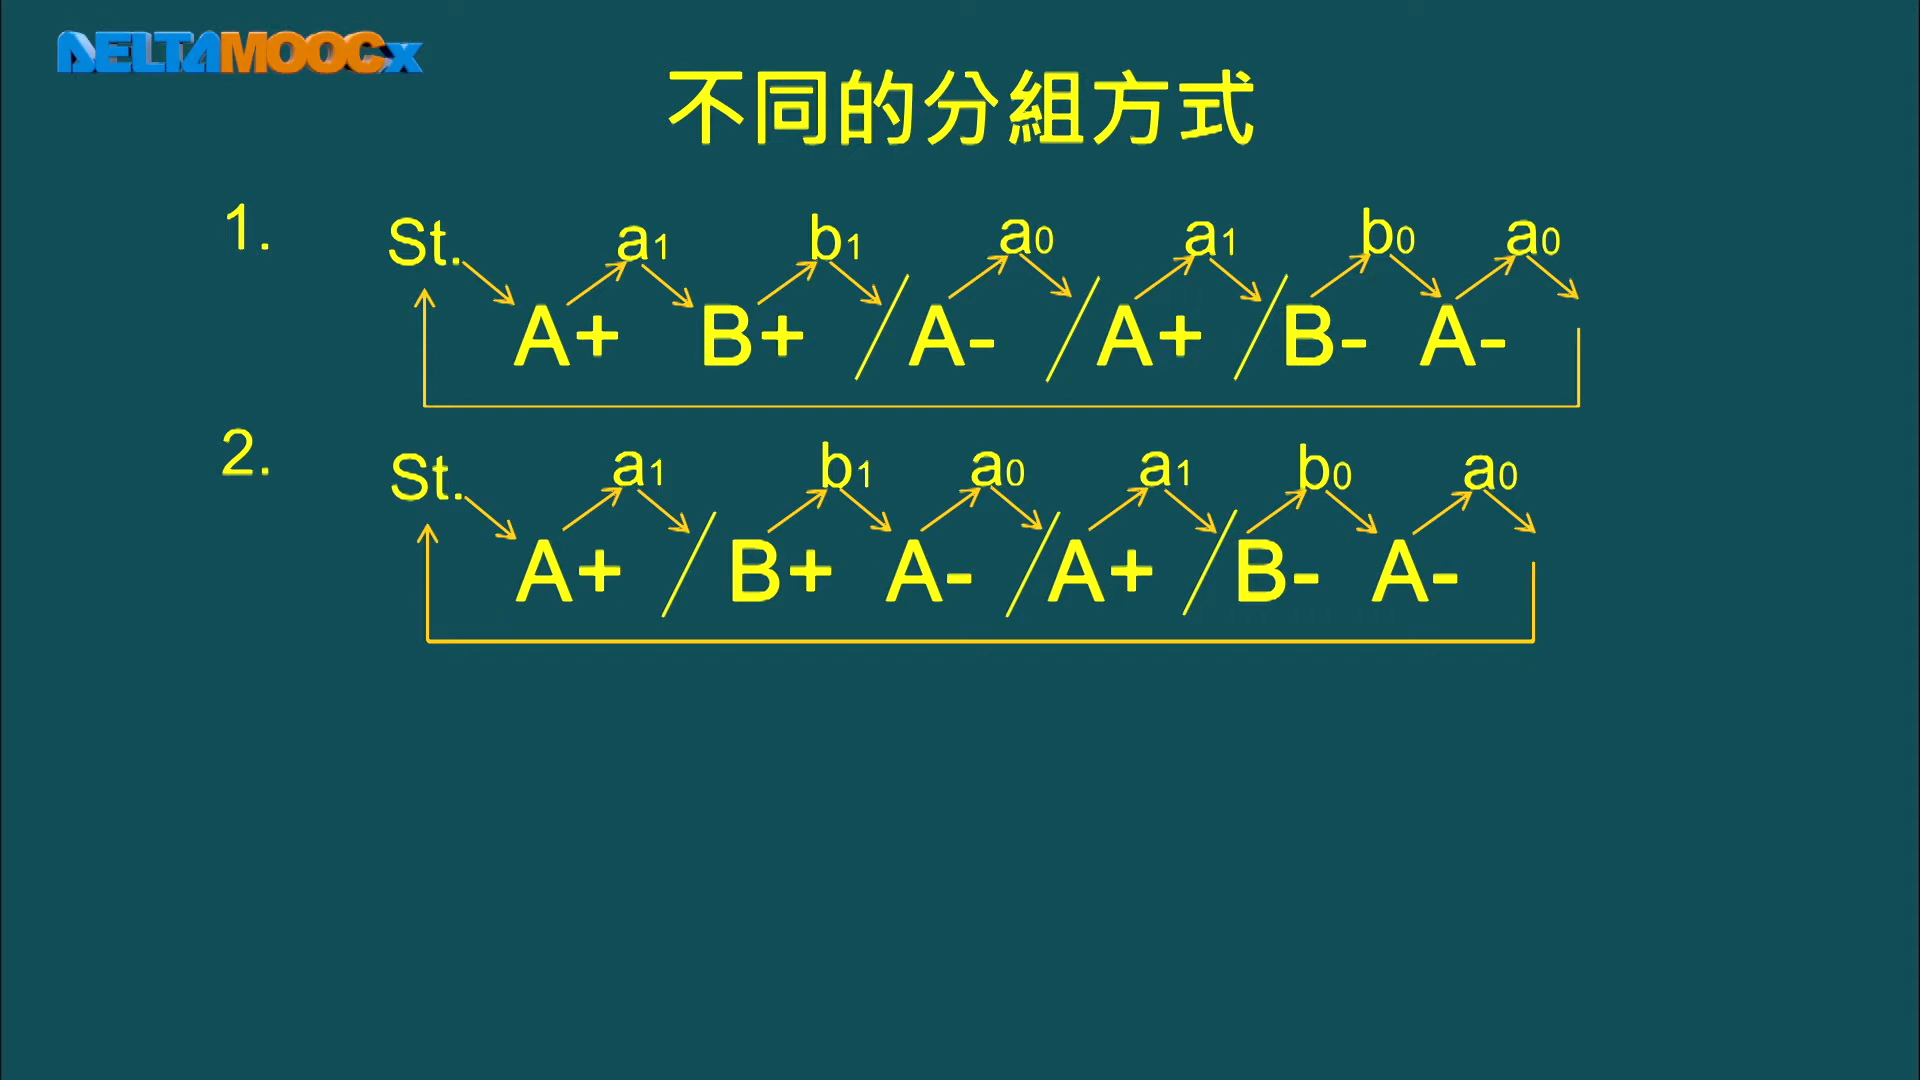 DELTAMOOCx
不同的分組方式
1. St. a1 b1 a0 a1 b0 a0
A+ B+ / A- / A+ / B- A-
2. St. a1 b1 a0 a1 b0 a0
A+ / B+ A- / A+ / B- A-